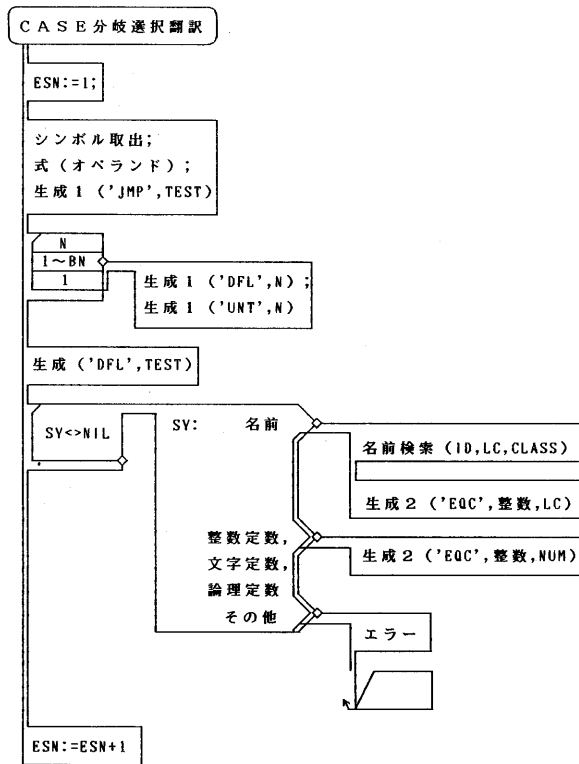 CASE分岐選択翻訳
ESN:=1;
シンボル取出;
式(オペランド);
生成1('JMP',TEST)
N
1～BN
1
生成1('DFL',N);
生成1('UNT',N)
生成('DFL',TEST)
SY<>NIL
SY: 名前
名前検索(ID,LC,CLASS)
生成2('EQC',整数,LC)
整数定数,
文字定数,
論理定数
生成2('EQC',整数,NUM)
その他
エラー
ESN:=ESN+1